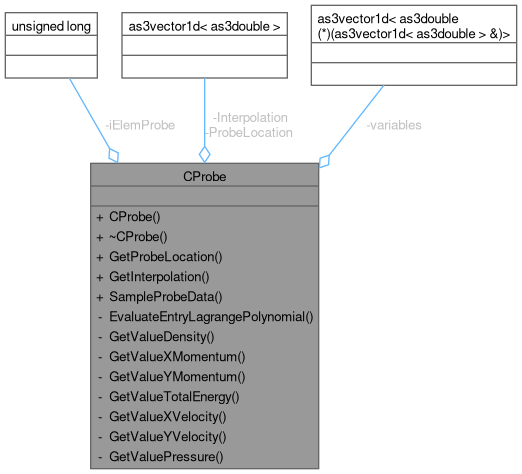 unsigned long
as3vector1d< as3double >
as3vector1d< as3double
(*)(as3vector1d< as3double > &)>
-iElemProbe
-Interpolation
-ProbeLocation
-variables
CProbe
+ CProbe()
+ ~CProbe()
+ GetProbeLocation()
+ GetInterpolation()
+ SampleProbeData()
- EvaluateEntryLagrangePolynomial()
- GetValueDensity()
- GetValueXMomentum()
- GetValueYMomentum()
- GetValueTotalEnergy()
- GetValueXVelocity()
- GetValueYVelocity()
- GetValuePressure()